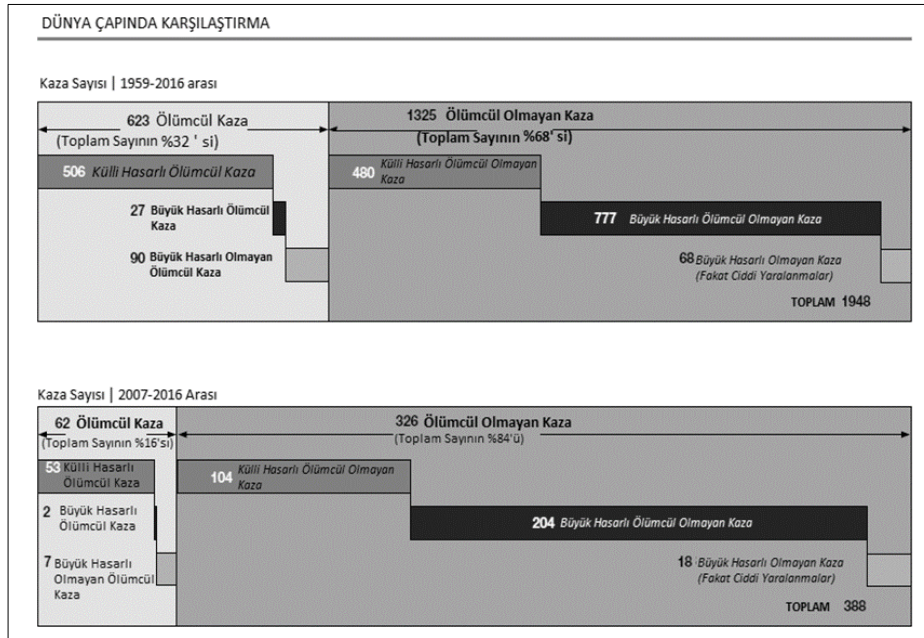 DÜNYA ÇAPINDA KARŞILAŞTIRMA
Kaza Sayısı | 1959-2016 arası
623 Ölümcül Kaza
(Toplam Sayının %32 ' si)
1325 Ölümcül Olmayan Kaza
(Toplam Sayının %68' si)
506 Külli Hasarlı Ölümcül Kaza
480 Külli Hasarlı Ölümcül Olmayan
Kaza
27 Büyük Hasarlı Ölümcül
Kaza
777 Büyük Hasarlı Ölümcül Olmayan Kaza
90 Büyük Hasarlı Olmayan
Ölümcül Kaza
68 Büyük Hasarlı Olmayan Kaza
(Fakat Ciddi Yaralanmalar)
TOPLAM 1948
Kaza Sayısı | 2007-2016 Arası
62 Ölümcül Kaza
(Toplam Sayının %16'sı)
326 Ölümcül Olmayan Kaza
(Toplam Sayının %84'ü)
53 Külli Hasarlı
Ölümcül Kaza
104 Külli Hasarlı Ölümcül Olmayan
Kaza
2 Büyük Hasarlı
Ölümcül Kaza
204 Büyük Hasarlı Ölümcül Olmayan Kaza
7 Büyük Hasarlı
Olmayan Ölümcül
Kaza
18 Büyük Hasarlı Olmayan Kaza
(Fakat Ciddi Yaralanmalar)
TOPLAM 388